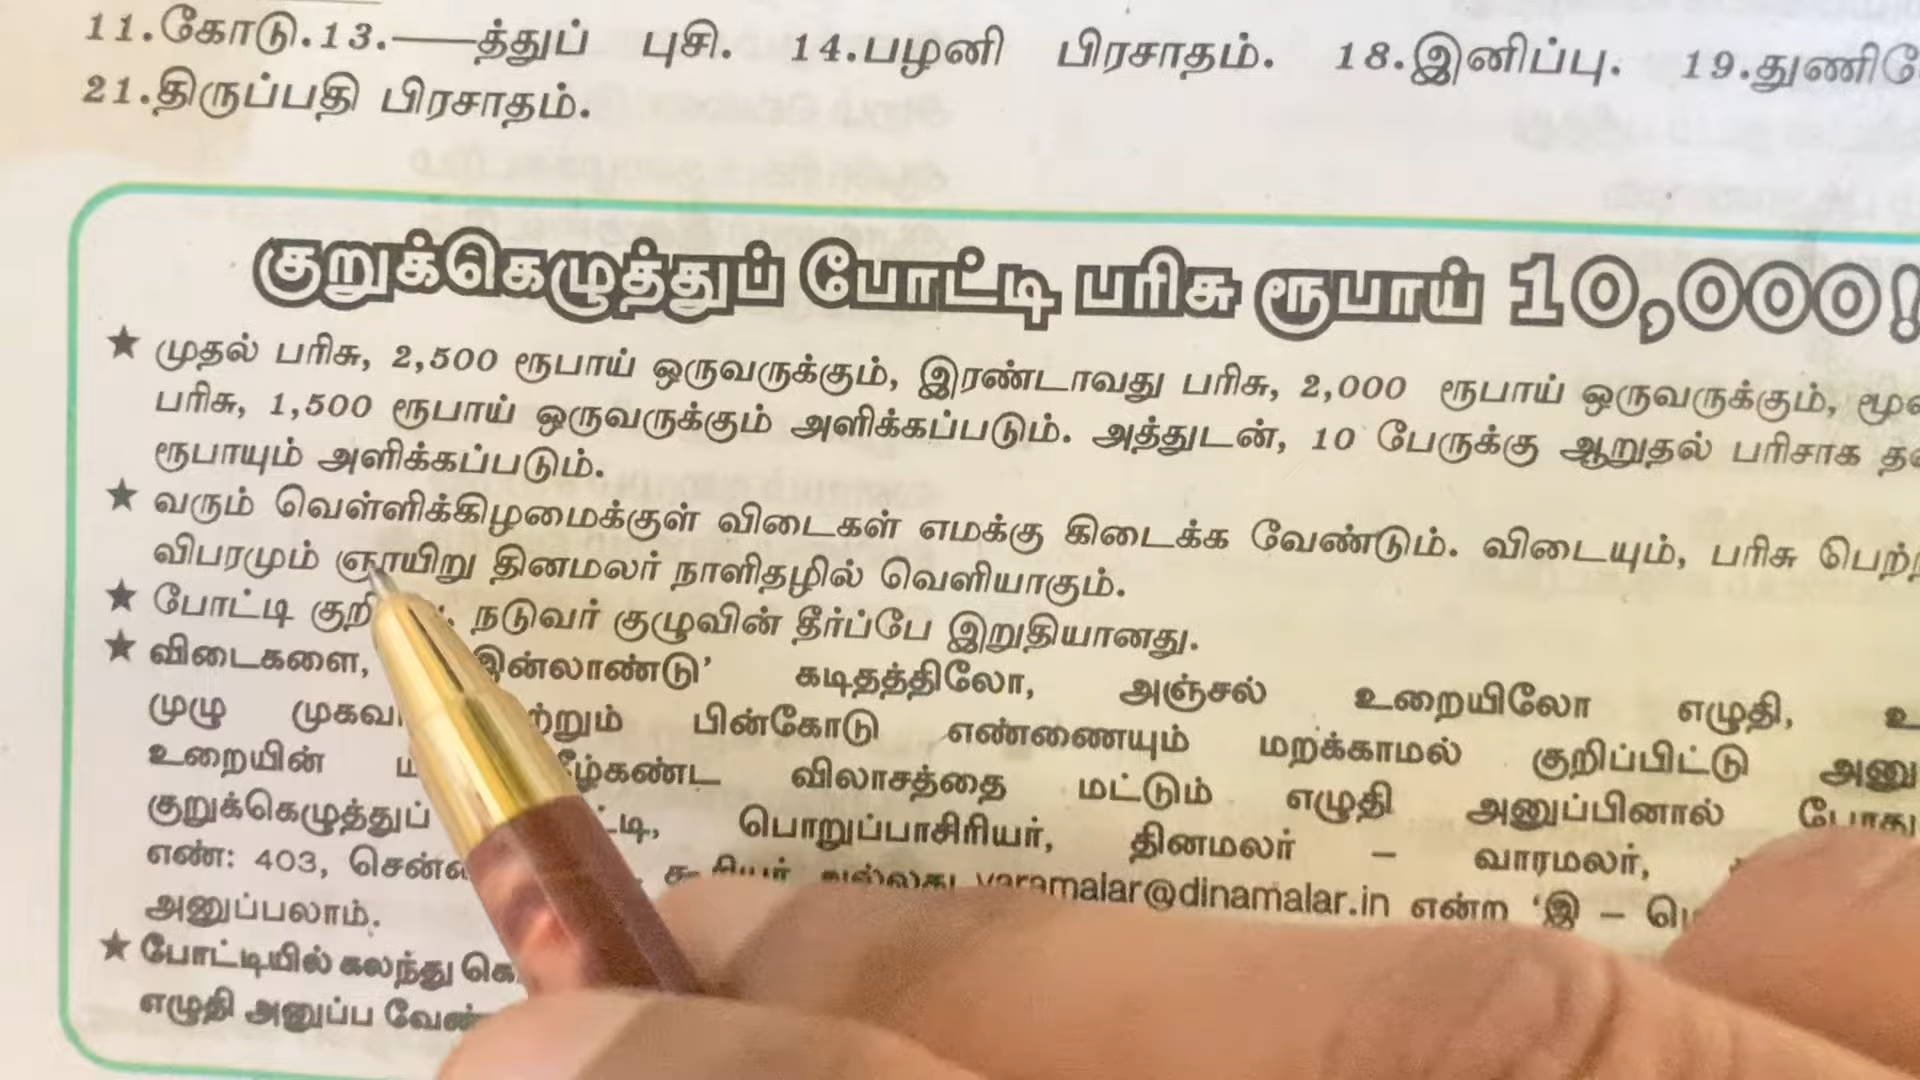 11.கோடு.13.——த்துப் புசி. 14.பழனி பிரசாதம். 18.இனிப்பு. 19.
21.திருப்பதி பிரசாதம்.
குறுக்கெழுத்துப் போட்டி பரிசு ரூபாய் 10,000!
★ முதல் பரிசு, 2,500 ரூபாய் ஒருவருக்கும், இரண்டாவது பரிசு, 2,000 ரூபாய் ஒருவருக்கும்,
பரிசு, 1,500 ரூபாய் ஒருவருக்கும் அளிக்கப்படும். அத்துடன், 10 பேருக்கு ஆறுதல் பரிசாக
ரூபாயும் அளிக்கப்படும்.
★ வரும் வெள்ளிக்கிழமைக்குள் விடைகள் எமக்கு கிடைக்க வேண்டும். விடையும், பரிசு
விபரமும் ஞாயிறு தினமலர் நாளிதழில் வெளியாகும்.
★ போட்டி நடுவர் குழுவின் தீர்ப்பே இறுதியானது.
★ விடைகளை, இன்லாண்டு’ கடிதத்திலோ, அஞ்சல் உறையிலோ எழுதி,
முழு பின்கோடு எண்ணையும் மறக்காமல் குறிப்பிட்டு
உறையின் விலாசத்தை மட்டும் எழுதி அனுப்பினால்
குறுக்கெழுத்துப் பொறுப்பாசிரியர், தினமலர் – வாரமலர்,
எண்: 403, varamalar@dinamalar.in என்ற ‘இ –
அனுப்பலாம்.
★ போட்டியில் கலந்து
எழுதி அனுப்ப